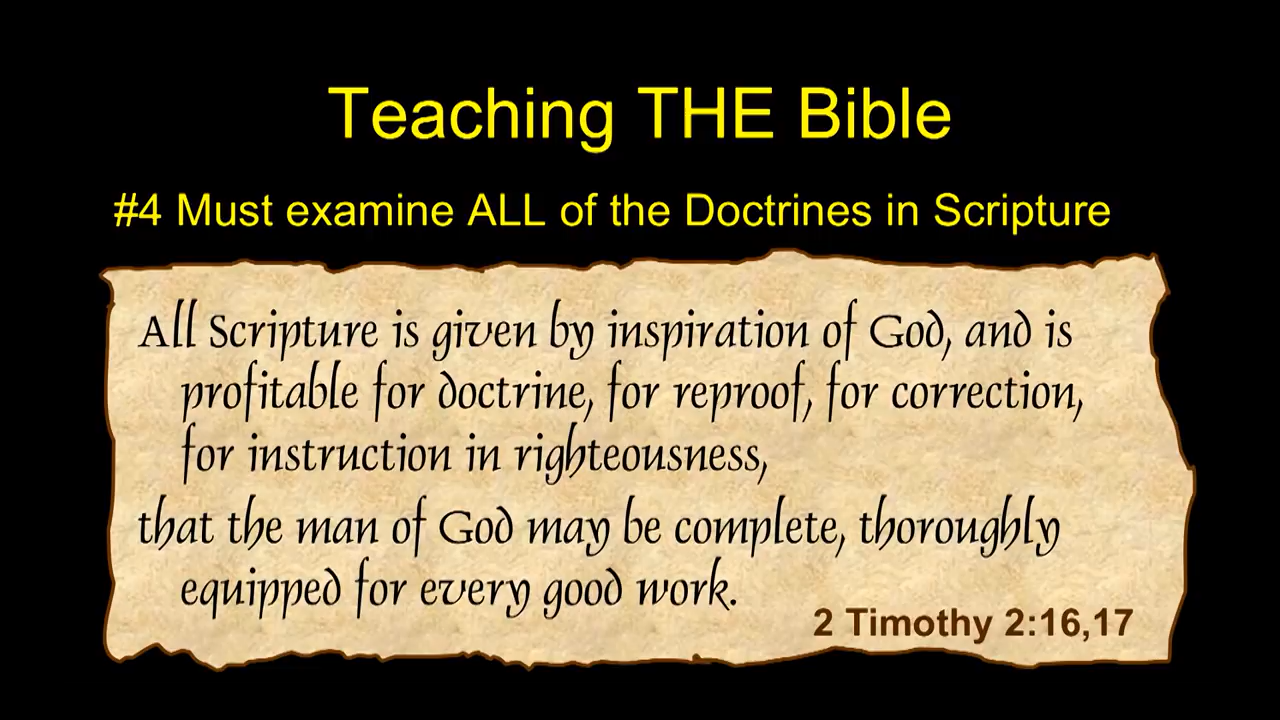 Teaching THE Bible
#4 Must examine ALL of the Doctrines in Scripture
All Scripture is given by inspiration of God, and is
profitable for doctrine, for reproof, for correction,
for instruction in righteousness,
that the man of God may be complete, thoroughly
equipped for every good work.
2 Timothy 2:16,17